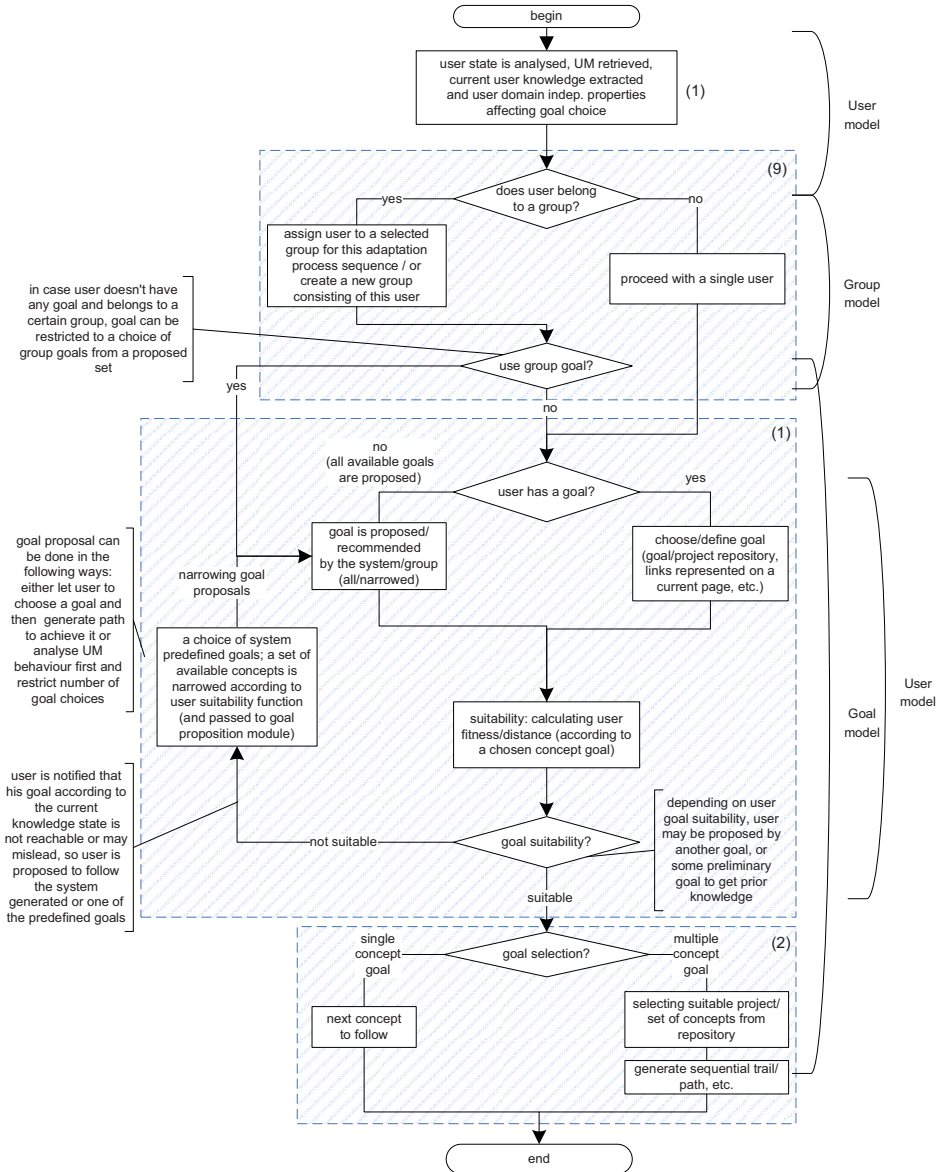 begin
user state is analysed, UM retrieved,
current user knowledge extracted
and user domain indep. properties
affecting goal choice
(1)
User
model
(9)
does user belong
to a group?
yes
no
assign user to a selected
group for this adaptation
process sequence / or
create a new group
consisting of this user
proceed with a single user
Group
model
in case user doesn't have
any goal and belongs to a
certain group, goal can be
restricted to a choice of
group goals from a proposed
set
use group goal?
yes
no
(1)
no
(all available goals
are proposed)
user has a goal?
yes
goal is proposed/
recommended
by the system/group
(all/narrowed)
choose/define goal
(goal/project repository,
links represented on a
current page, etc.)
goal proposal can
be done in the
following ways:
either let user to
choose a goal and
then generate path
to achieve it or
analyse UM
behaviour first and
restrict number of
goal choices
narrowing goal
proposals
a choice of system
predefined goals; a set of
available concepts is
narrowed according to
user suitability function
(and passed to goal
proposition module)
suitability: calculating user
fitness/distance (according to
a chosen concept goal)
Goal
model
User
model
user is notified that
his goal according to
the current
knowledge state is
not reachable or may
mislead, so user is
proposed to follow the
system generated or one
of the predefined goals
not suitable
goal suitability?
depending on user
goal suitability, user
may be proposed by
another goal, or
some preliminary
goal to get prior
knowledge
suitable
(2)
single
concept
goal
goal selection?
multiple
concept
goal
next concept
to follow
selecting suitable project/
set of concepts from
repository
generate sequential trail/
path, etc.
end